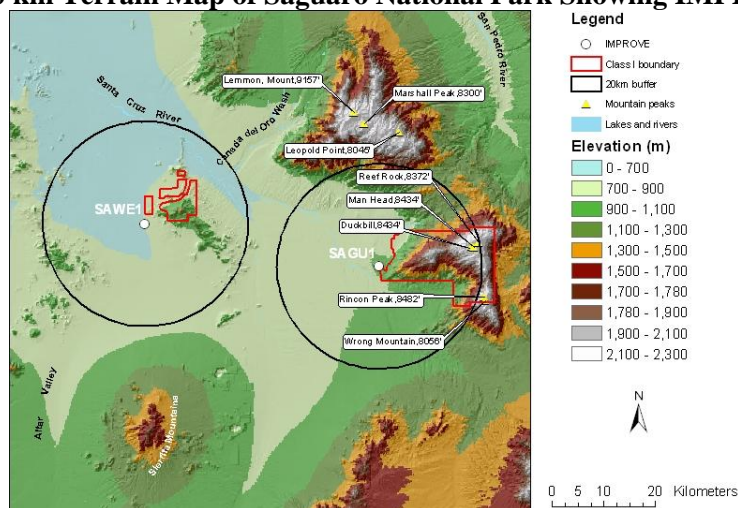 km Terrain Map of Saguaro National Park Showing IMPR
Legend
IMPROVE
Class I boundary
20km buffer
Mountain peaks
Lakes and rivers
Elevation (m)
0 - 700
700 - 900
900 - 1,100
1,100 - 1,300
1,300 - 1,500
1,500 - 1,700
1,700 - 1,780
1,780 - 1,900
1,900 - 2,100
2,100 - 2,300
N
0 5 10 20 Kilometers
San Pedro River
Lemmon, Mount,9157'
Marshall Peak,8300'
Santa Cruz River
Canada del Oro Wash
Leopold Point,8045'
Reef Rock,8372'
Man Head,8434'
Duckbill,8434'
SAWE1
SAGU1
Rincon Peak,8482'
Wrong Mountain,8056'
Altar Valley
Sierrita Mountains